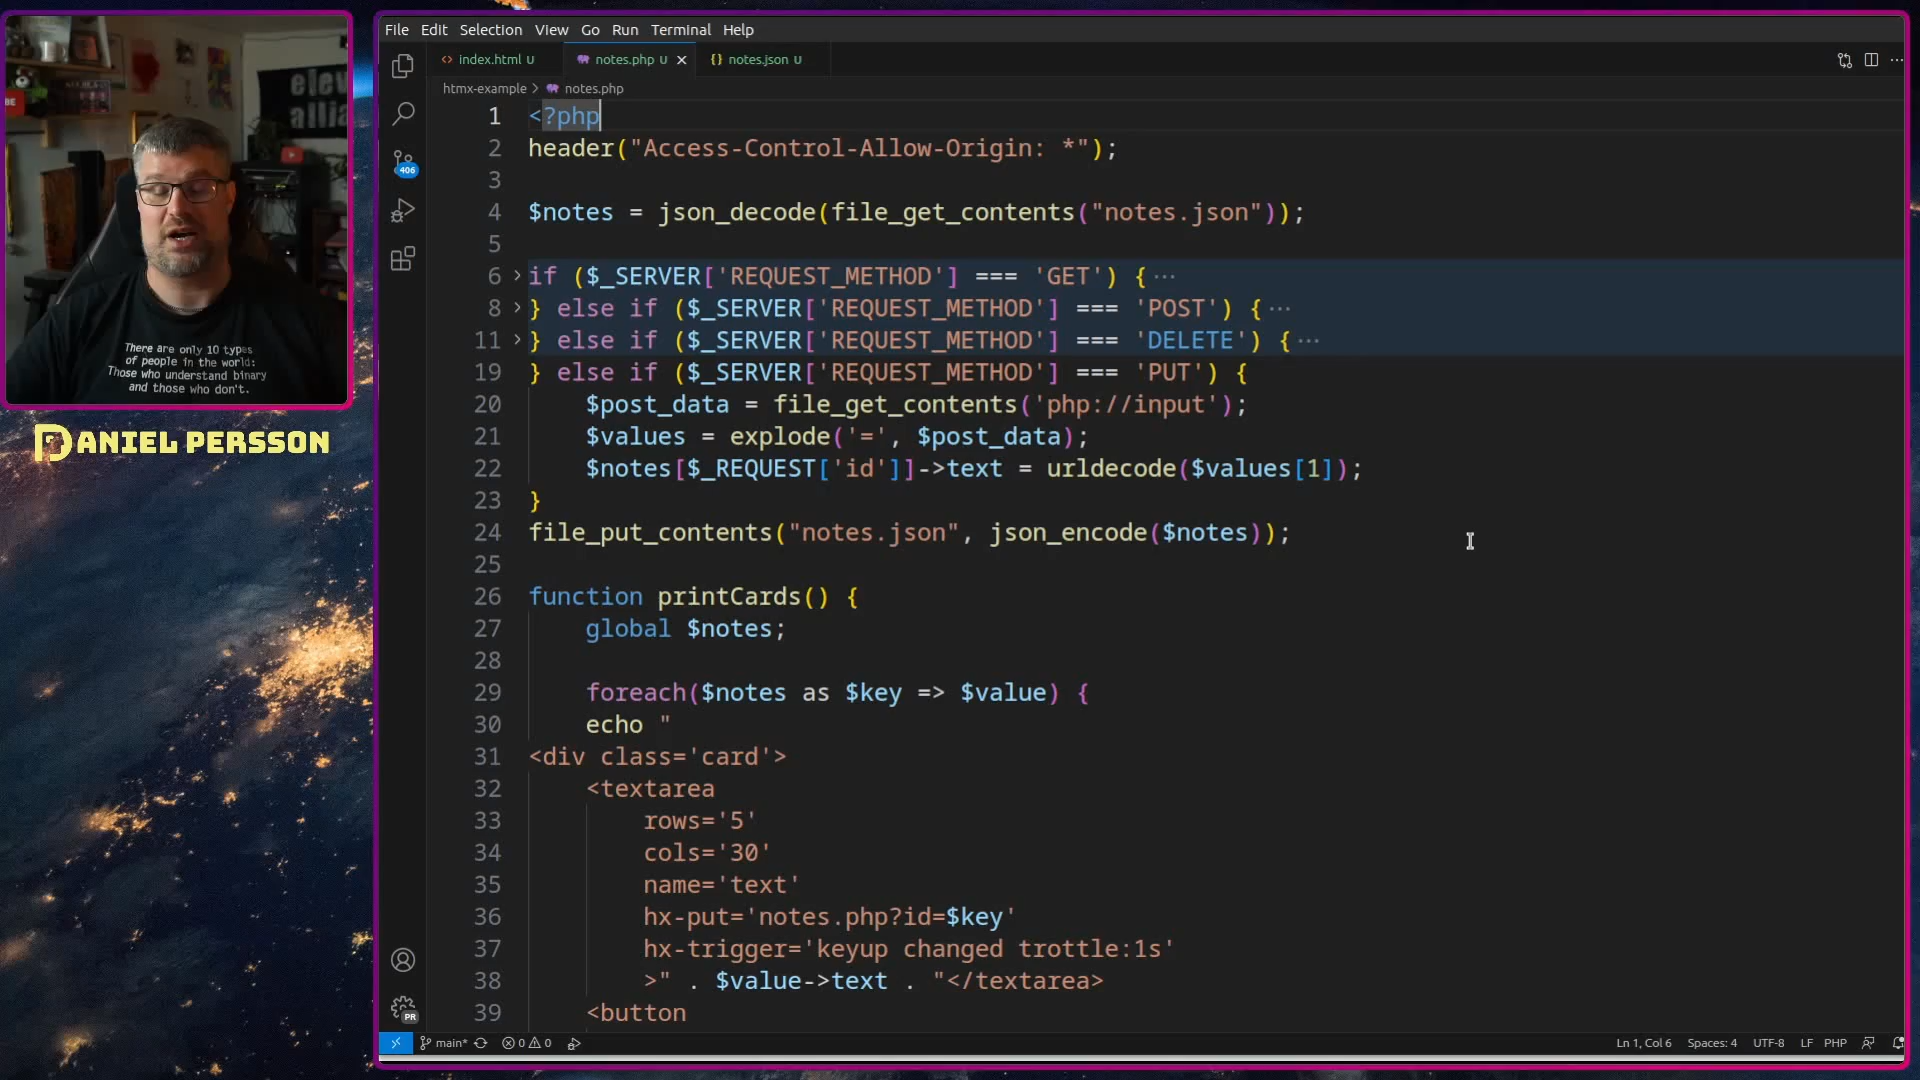 File Edit Selection View Go Run Terminal Help
<> index.html U
notes.php U
{} notes.json U
htmx-example > notes.php
1 <?php
2 header("Access-Control-Allow-Origin: *");
3
4 $notes = json_decode(file_get_contents("notes.json"));
5
6 if ($_SERVER['REQUEST_METHOD'] === 'GET') {···
8 } else if ($_SERVER['REQUEST_METHOD'] === 'POST') {···
11 } else if ($_SERVER['REQUEST_METHOD'] === 'DELETE') {···
19 } else if ($_SERVER['REQUEST_METHOD'] === 'PUT') {
20 $post_data = file_get_contents('php://input');
21 $values = explode('=', $post_data);
22 $notes[$_REQUEST['id']]->text = urldecode($values[1]);
23 }
24 file_put_contents("notes.json", json_encode($notes));
25
26 function printCards() {
27 global $notes;
28
29 foreach($notes as $key => $value) {
30 echo "
31 <div class='card'>
32 <textarea
33 rows='5'
34 cols='30'
35 name='text'
36 hx-put='notes.php?id=$key'
37 hx-trigger='keyup changed trottle:1s'
38 >" . $value->text . "</textarea>
39 <button
406
PR
main* 0 0
Ln 1, Col 6 Spaces: 4 UTF-8 LF PHP
elev
allia
There are only 10 types
of people in the world:
Those who understand binary
and those who don't.
DANIEL PERSSON